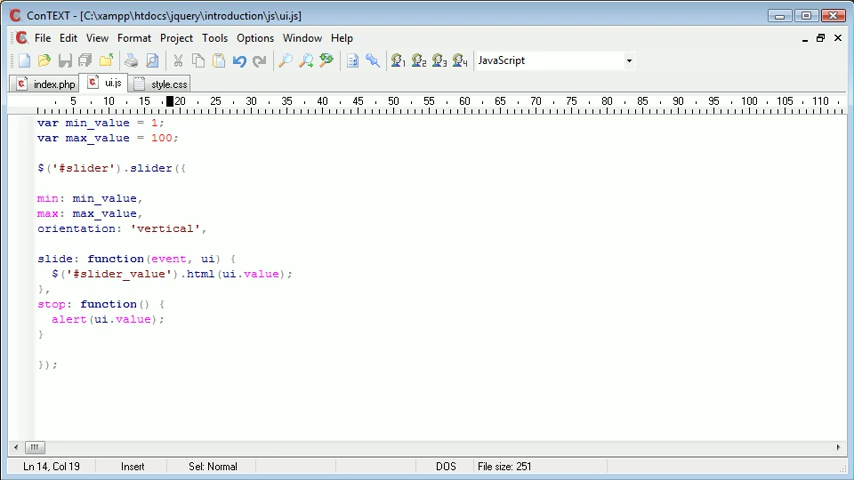 ConTEXT - [C:\xampp\htdocs\jquery\introduction\js\ui.js]
File Edit View Format Project Tools Options Window Help
1 2 3 4 JavaScript
index.php ui.js style.css
5 10 15 20 25 30 35 40 45 50 55 60 65 70 75 80 85 90 95 100 105 110
var min_value = 1;
var max_value = 100;
$('#slider').slider({
min: min_value,
max: max_value,
orientation: 'vertical',
slide: function(event, ui) {
$('#slider_value').html(ui.value);
},
stop: function() {
alert(ui.value);
}
});
Ln 14, Col 19 Insert Sel: Normal DOS File size: 251